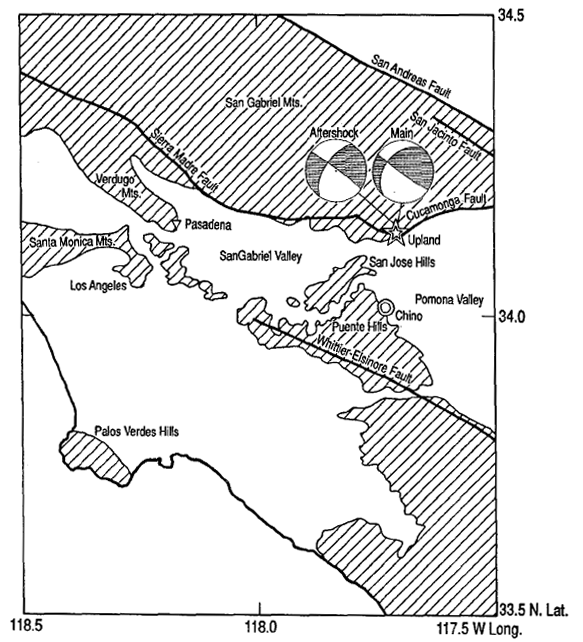 34.5
San Andreas Fault
San Gabriel Mts.
San Jacinto Fault
Aftershock
Main
Sierra Madre Fault
Verdugo
Mts.
Cucamonga Fault
Pasadena
Upland
Santa Monica Mts.
SanGabriel Valley
San Jose Hills
Los Angeles
Pomona Valley
Chino
34.0
Puente Hills
Whittier-Elsinore Fault
Palos Verdes Hills
33.5 N. Lat.
118.5
118.0
117.5 W Long.